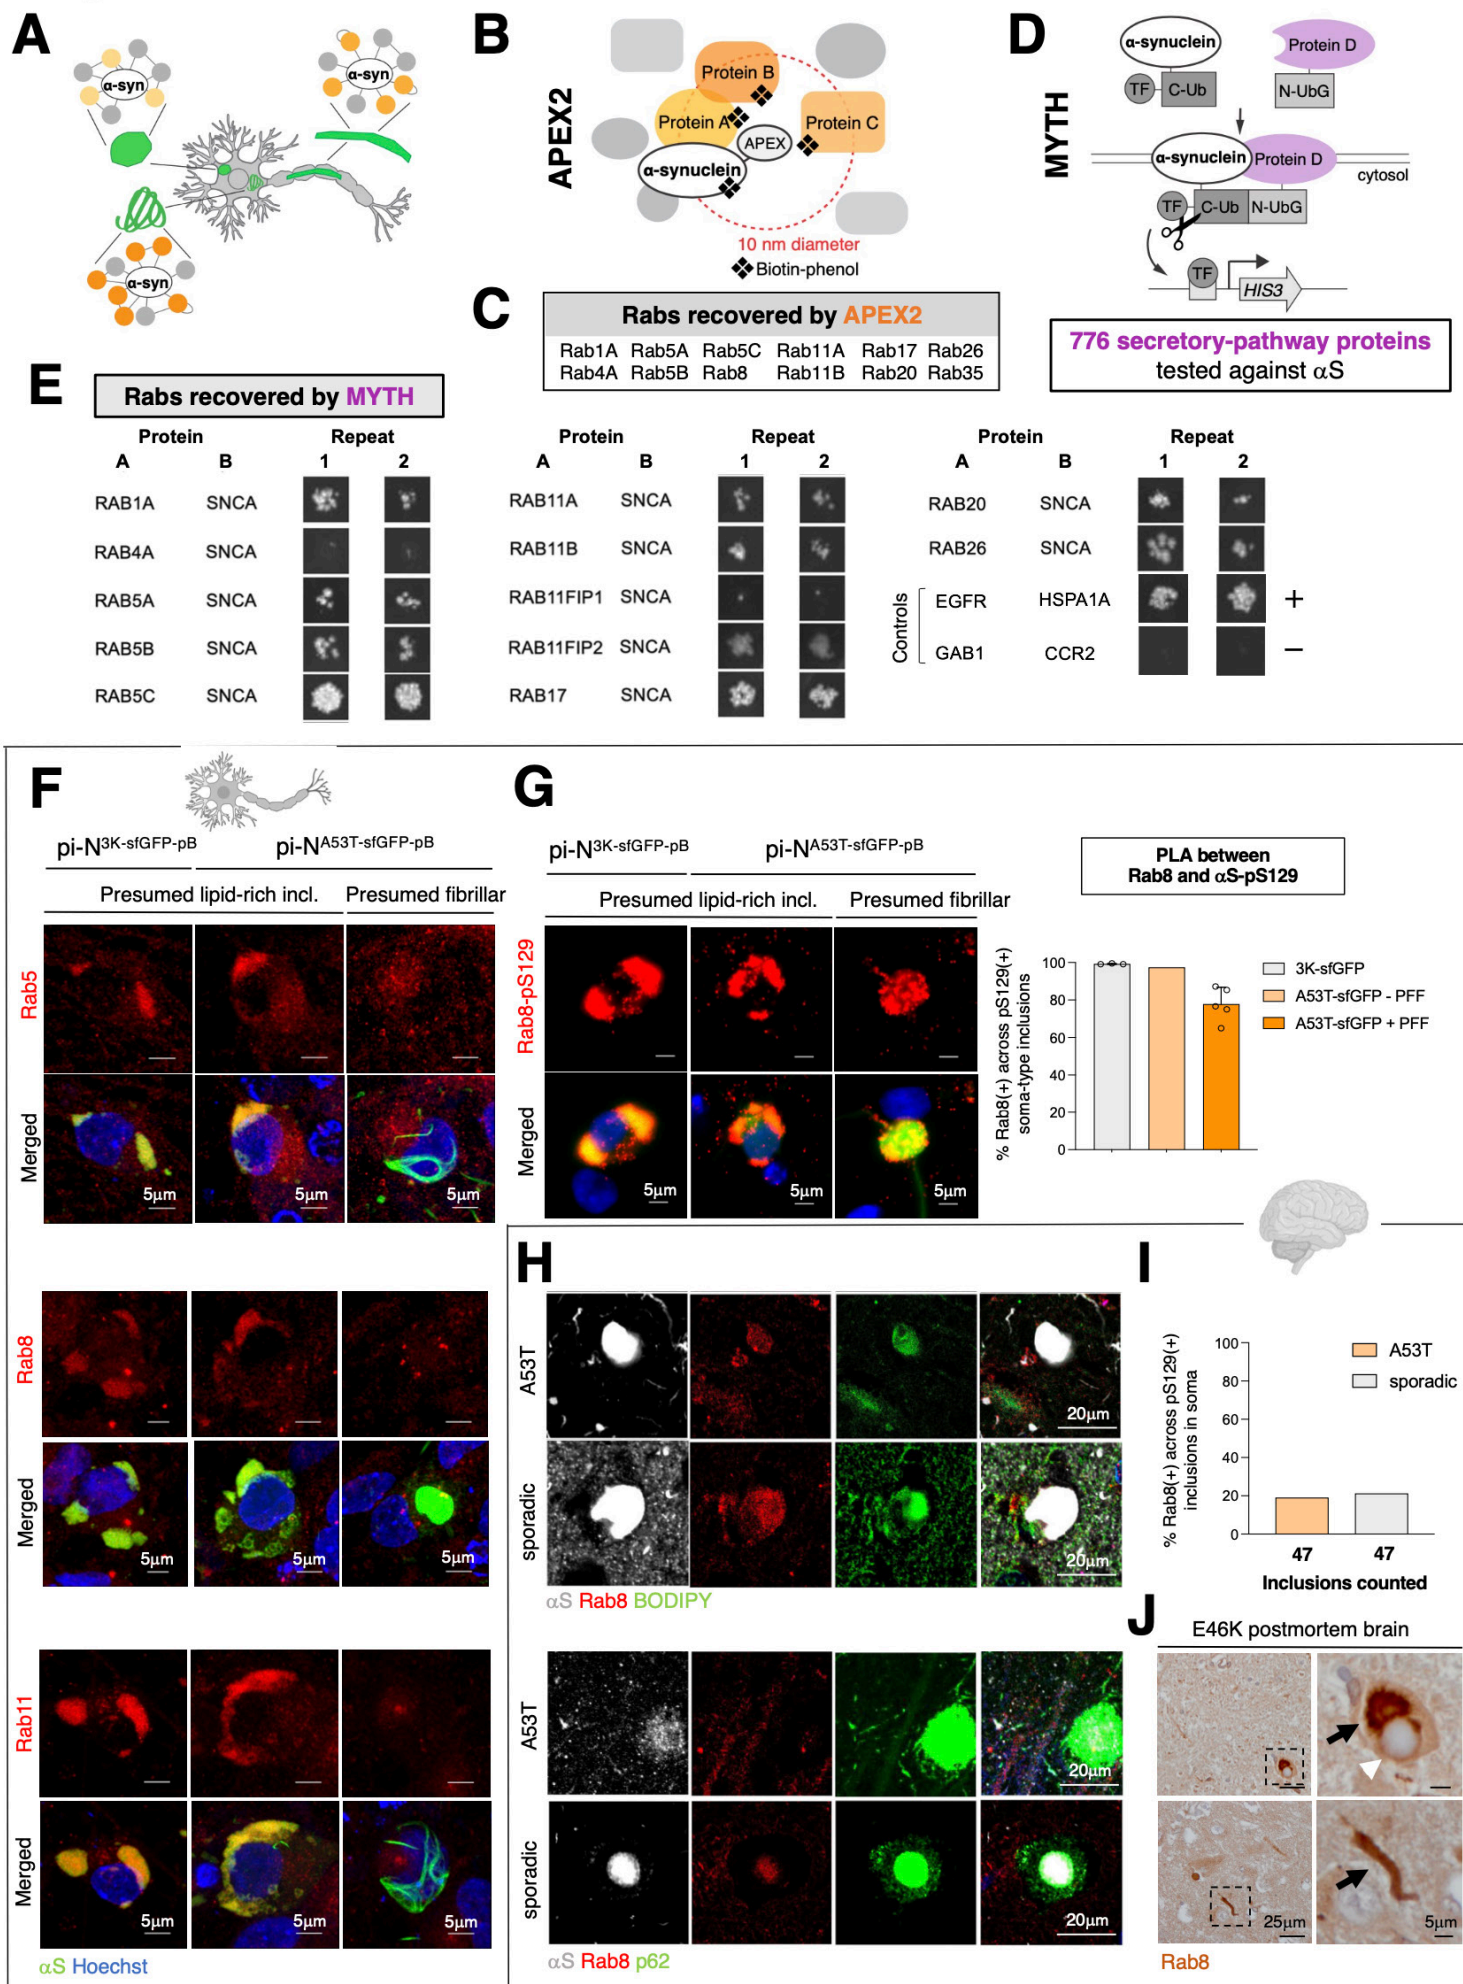 A
α-syn
α-syn
α-syn
B
APEX2
Protein B
Protein A
APEX
Protein C
α-synuclein
10 nm diameter
Biotin-phenol
C
Rabs recovered by APEX2
Rab1A Rab5A Rab5C Rab11A Rab17 Rab26
Rab4A Rab5B Rab8 Rab11B Rab20 Rab35
D
MYTH
α-synuclein
Protein D
TF C-Ub
N-UbG
α-synuclein Protein D
cytosol
TF C-Ub N-UbG
TF
HIS3
776 secretory-pathway proteins
tested against αS
E
Rabs recovered by MYTH
Protein Repeat
A B 1 2
RAB1A SNCA
RAB4A SNCA
RAB5A SNCA
RAB5B SNCA
RAB5C SNCA
Protein Repeat
A B 1 2
RAB11A SNCA
RAB11B SNCA
RAB11FIP1 SNCA
RAB11FIP2 SNCA
RAB17 SNCA
Protein Repeat
A B 1 2
RAB20 SNCA
RAB26 SNCA
Controls
EGFR HSPA1A +
GAB1 CCR2 −
F
pi-N3K-sfGFP-pB pi-NA53T-sfGFP-pB
Presumed lipid-rich incl. Presumed fibrillar
Rab5
Merged
5μm 5μm 5μm
Rab8
Merged
5μm 5μm 5μm
Rab11
Merged
5μm 5μm 5μm
αS Hoechst
G
pi-N3K-sfGFP-pB pi-NA53T-sfGFP-pB
Presumed lipid-rich incl. Presumed fibrillar
Rab8-pS129
Merged
5μm 5μm 5μm
PLA between
Rab8 and αS-pS129
% Rab8(+) across pS129(+)
soma-type inclusions
100
80
60
40
20
0
3K-sfGFP
A53T-sfGFP - PFF
A53T-sfGFP + PFF
H
A53T
20μm
sporadic
20μm
αS Rab8 BODIPY
A53T
20μm
sporadic
20μm
αS Rab8 p62
I
% Rab8(+) across pS129(+)
inclusions in soma
100
80
60
40
20
0
A53T
sporadic
47 47
Inclusions counted
J
E46K postmortem brain
25μm 5μm
Rab8